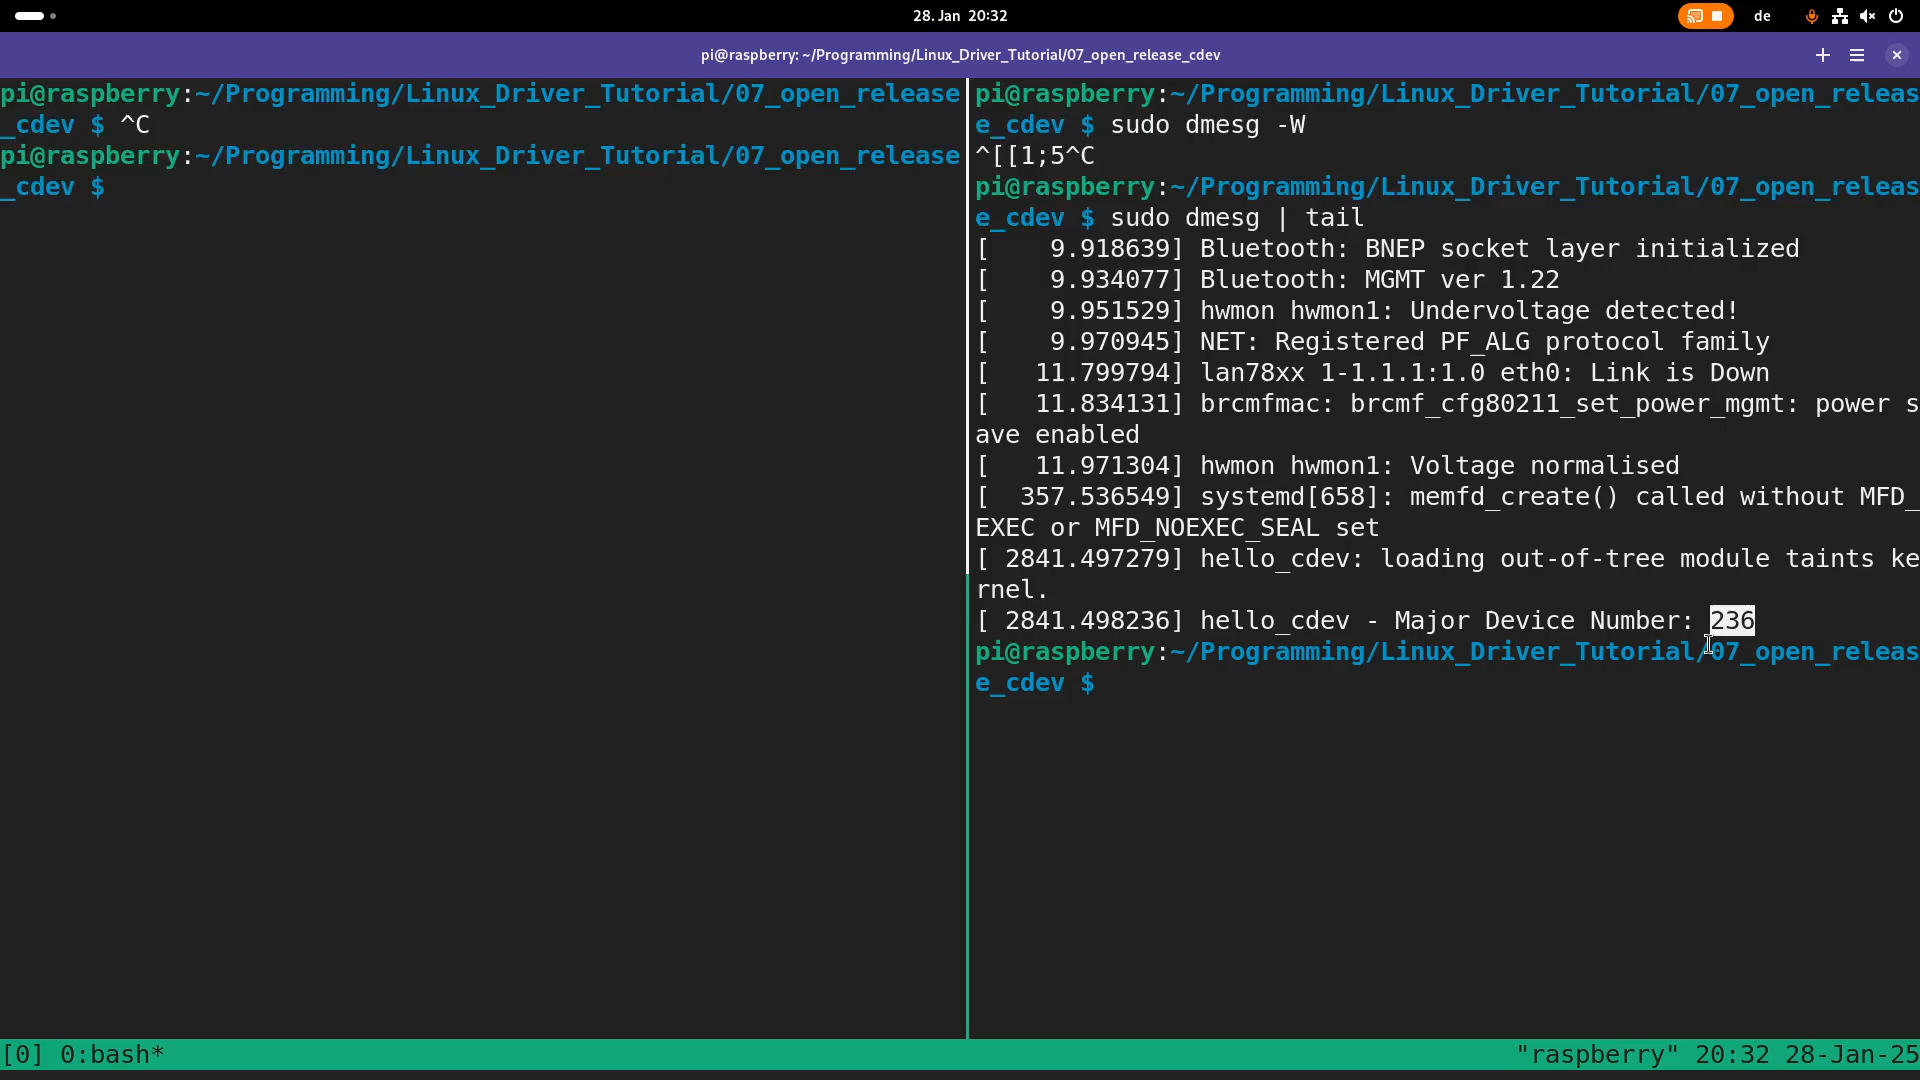 28. Jan 20:32
de
pi@raspberry: ~/Programming/Linux_Driver_Tutorial/07_open_release_cdev
pi@raspberry:~/Programming/Linux_Driver_Tutorial/07_open_release
_cdev $ ^C
pi@raspberry:~/Programming/Linux_Driver_Tutorial/07_open_release
_cdev $
pi@raspberry:~/Programming/Linux_Driver_Tutorial/07_open_releas
e_cdev $ sudo dmesg -W
^[[1;5^C
pi@raspberry:~/Programming/Linux_Driver_Tutorial/07_open_releas
e_cdev $ sudo dmesg | tail
[    9.918639] Bluetooth: BNEP socket layer initialized
[    9.934077] Bluetooth: MGMT ver 1.22
[    9.951529] hwmon hwmon1: Undervoltage detected!
[    9.970945] NET: Registered PF_ALG protocol family
[   11.799794] lan78xx 1-1.1.1:1.0 eth0: Link is Down
[   11.834131] brcmfmac: brcmf_cfg80211_set_power_mgmt: power s
ave enabled
[   11.971304] hwmon hwmon1: Voltage normalised
[  357.536549] systemd[658]: memfd_create() called without MFD_
EXEC or MFD_NOEXEC_SEAL set
[ 2841.497279] hello_cdev: loading out-of-tree module taints ke
rnel.
[ 2841.498236] hello_cdev - Major Device Number: 236
pi@raspberry:~/Programming/Linux_Driver_Tutorial/07_open_releas
e_cdev $
[0] 0:bash*
"raspberry" 20:32 28-Jan-25